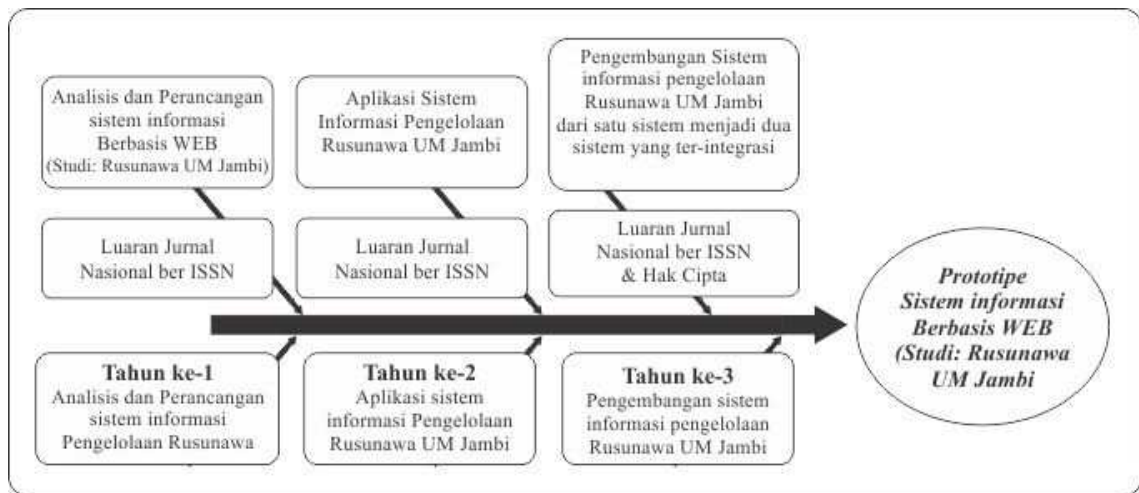 Analisis dan Perancangan
sistem informasi
Berbasis WEB
(Studi: Rusunawa UM Jambi)
Aplikasi Sistem
Informasi Pengelolaan
Rusunawa UM Jambi
Pengembangan Sistem
informasi pengelolaan
Rusunawa UM Jambi
dari satu sistem menjadi dua
sistem yang ter-integrasi
Luaran Jurnal
Nasional ber ISSN
Luaran Jurnal
Nasional ber ISSN
Luaran Jurnal
Nasional ber ISSN
& Hak Cipta
Prototipe
Sistem informasi
Berbasis WEB
(Studi: Rusunawa
UM Jambi
Tahun ke-1
Analisis dan Perancangan
sistem informasi
Pengelolaan Rusunawa
Tahun ke-2
Aplikasi sistem
informasi Pengelolaan
Rusunawa UM Jambi
Tahun ke-3
Pengembangan sistem
informasi pengelolaan
Rusunawa UM Jambi